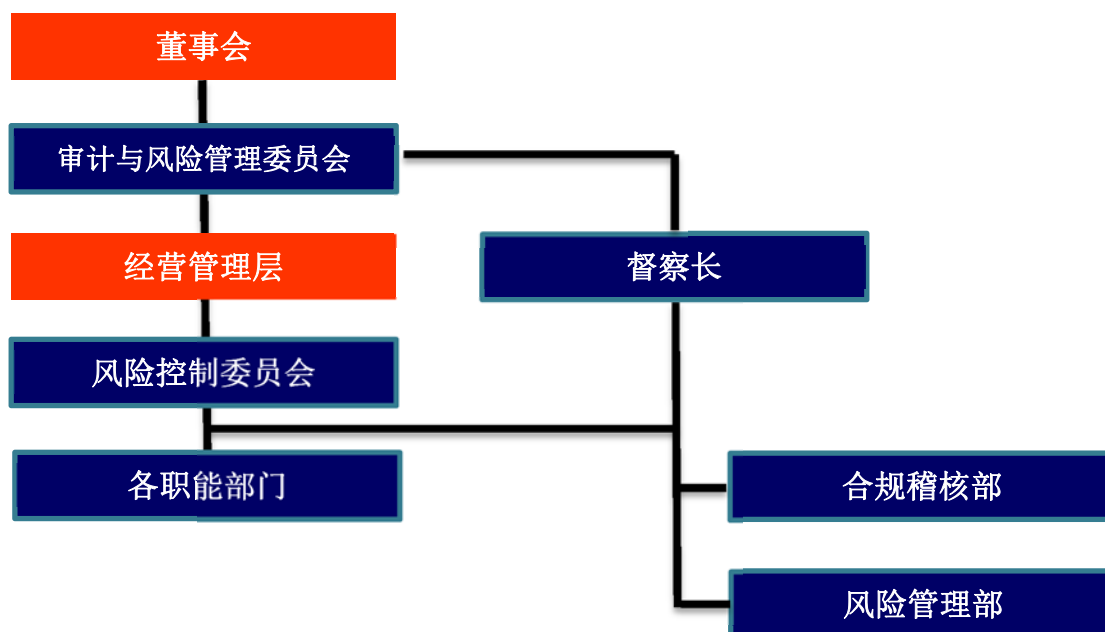 董事会
审计与风险管理委员会
经营管理层
督察长
风险控制委员会
各职能部门
合规稽核部
风险管理部